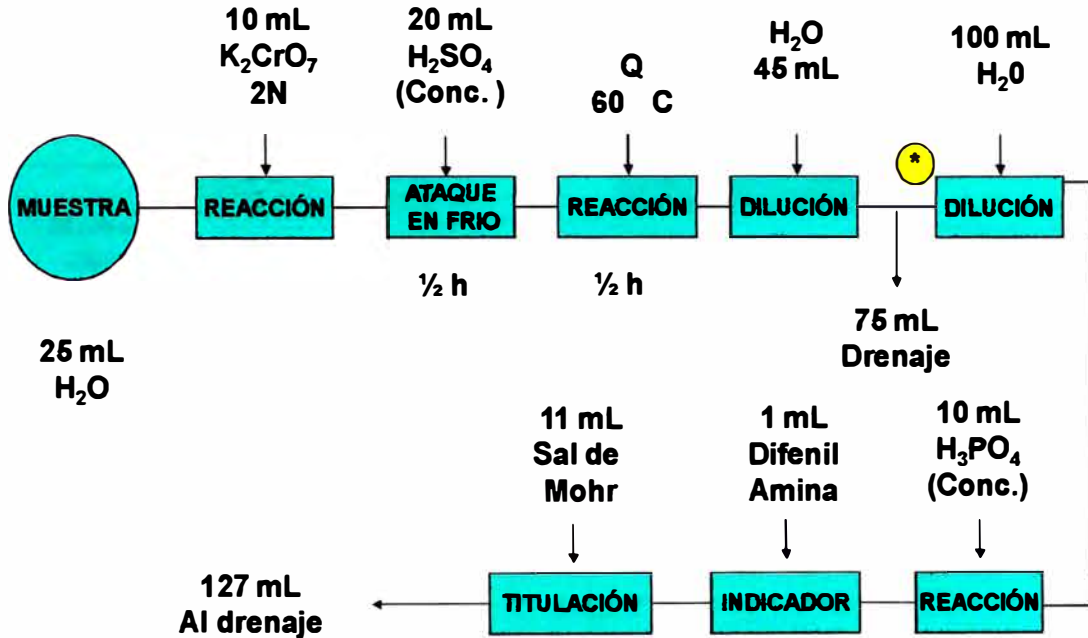 10 mL
K₂CrO₇
2N
20 mL
H₂SO₄
(Conc. )
Q
60 C
H₂O
45 mL
100 mL
H₂0
MUESTRA
REACCIÓN
ATAQUE
EN FRIO
REACCIÓN
DILUCIÓN
*
DILUCIÓN
½ h
½ h
25 mL
H₂O
75 mL
Drenaje
11 mL
Sal de
Mohr
1 mL
Difenil
Amina
10 mL
H₃PO₄
(Conc.)
127 mL
Al drenaje
TITULACIÓN
INDICADOR
REACCIÓN